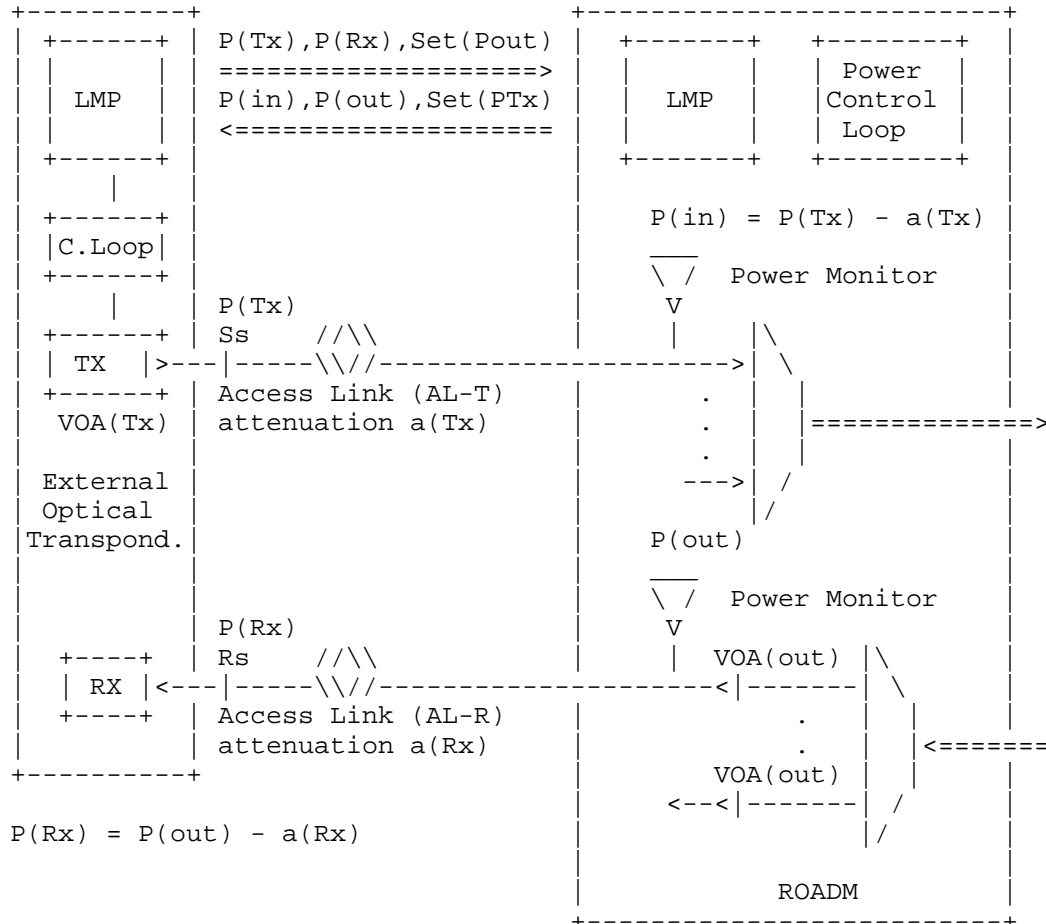 P(Tx),P(Rx),Set(Pout)
Power
LMP P(in),P(out),Set(PTx) LMP Control
Loop
P(in) = P(Tx) - a(Tx)
C.Loop
Power Monitor
P(Tx) V
Ss
TX
Access Link (AL-T)
VOA(Tx) attenuation a(Tx)
External
Optical
Transpond. P(out)
Power Monitor
P(Rx) V
Rs VOA(out)
RX
Access Link (AL-R)
attenuation a(Rx)
VOA(out)
P(Rx) = P(out) - a(Rx)
ROADM